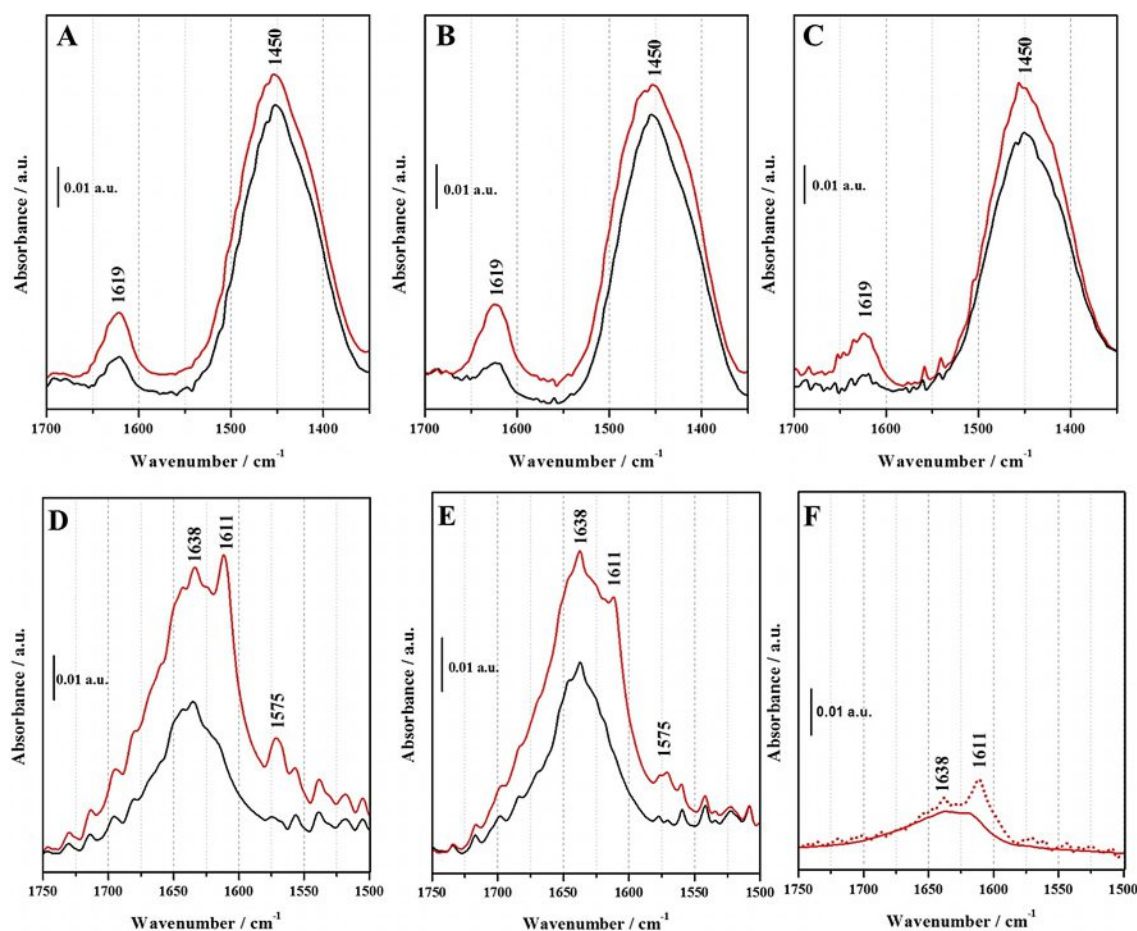 A
1450
1619
0.01 a.u.
Absorbance / a.u.
1700 1600 1500 1400
Wavenumber / cm⁻¹
B
1450
1619
0.01 a.u.
Absorbance / a.u.
1700 1600 1500 1400
Wavenumber / cm⁻¹
C
1450
1619
0.01 a.u.
Absorbance / a.u.
1700 1600 1500 1400
Wavenumber / cm⁻¹
D
1638
1611
1575
0.01 a.u.
Absorbance / a.u.
1750 1700 1650 1600 1550 1500
Wavenumber / cm⁻¹
E
1638
1611
1575
0.01 a.u.
Absorbance / a.u.
1750 1700 1650 1600 1550 1500
Wavenumber / cm⁻¹
F
1638
1611
0.01 a.u.
Absorbance / a.u.
1750 1700 1650 1600 1550 1500
Wavenumber / cm⁻¹